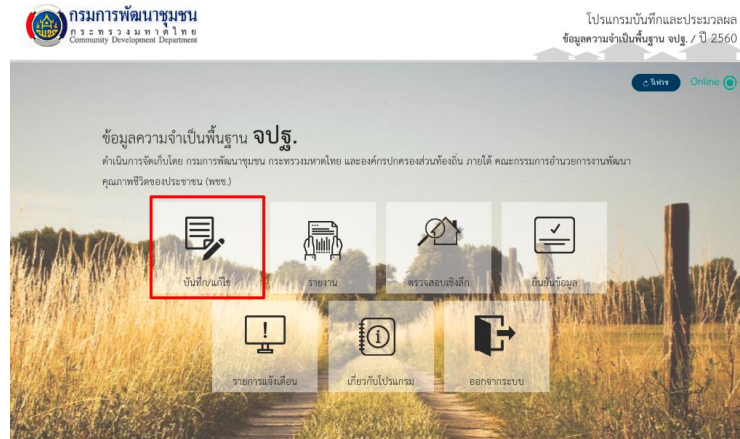 กรมการพัฒนาชุมชน
กระทรวงมหาดไทย
Community Development Department
โปรแกรมบันทึกและประมวลผล
ข้อมูลความจำเป็นพื้นฐาน จปฐ. / ปี 2560
รีเฟรช
Online
ข้อมูลความจำเป็นพื้นฐาน จปฐ.
ดำเนินการจัดเก็บโดย กรมการพัฒนาชุมชน กระทรวงมหาดไทย และองค์กรปกครองส่วนท้องถิ่น ภายใต้ คณะกรรมการอำนวยการงานพัฒนา
คุณภาพชีวิตของประชาชน (พชช.)
บันทึก/แก้ไข
รายงาน
ตรวจสอบเชิงลึก
ยืนยันข้อมูล
รายการแจ้งเตือน
เกี่ยวกับโปรแกรม
ออกจากระบบ